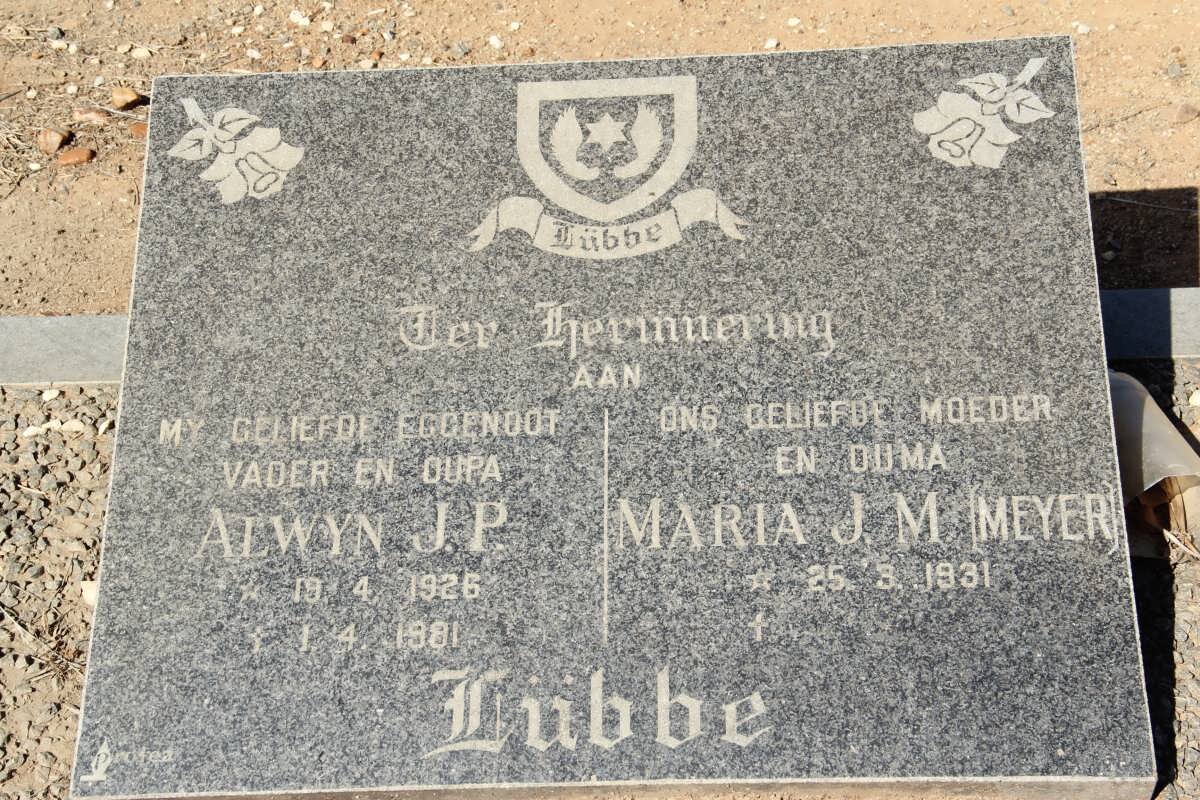 Lübbe
Ter Herinnering
AAN
MY GELIEFDE EGGENOOT
VADER EN OUPA
ALWYN J.P.
☆ 19. 4. 1926
† 1. 4. 1981
ONS GELIEFDE MOEDER
EN OUMA
MARIA J. M. [MEYER]
☆ 25. 3. 1931
†
Lübbe
Protea